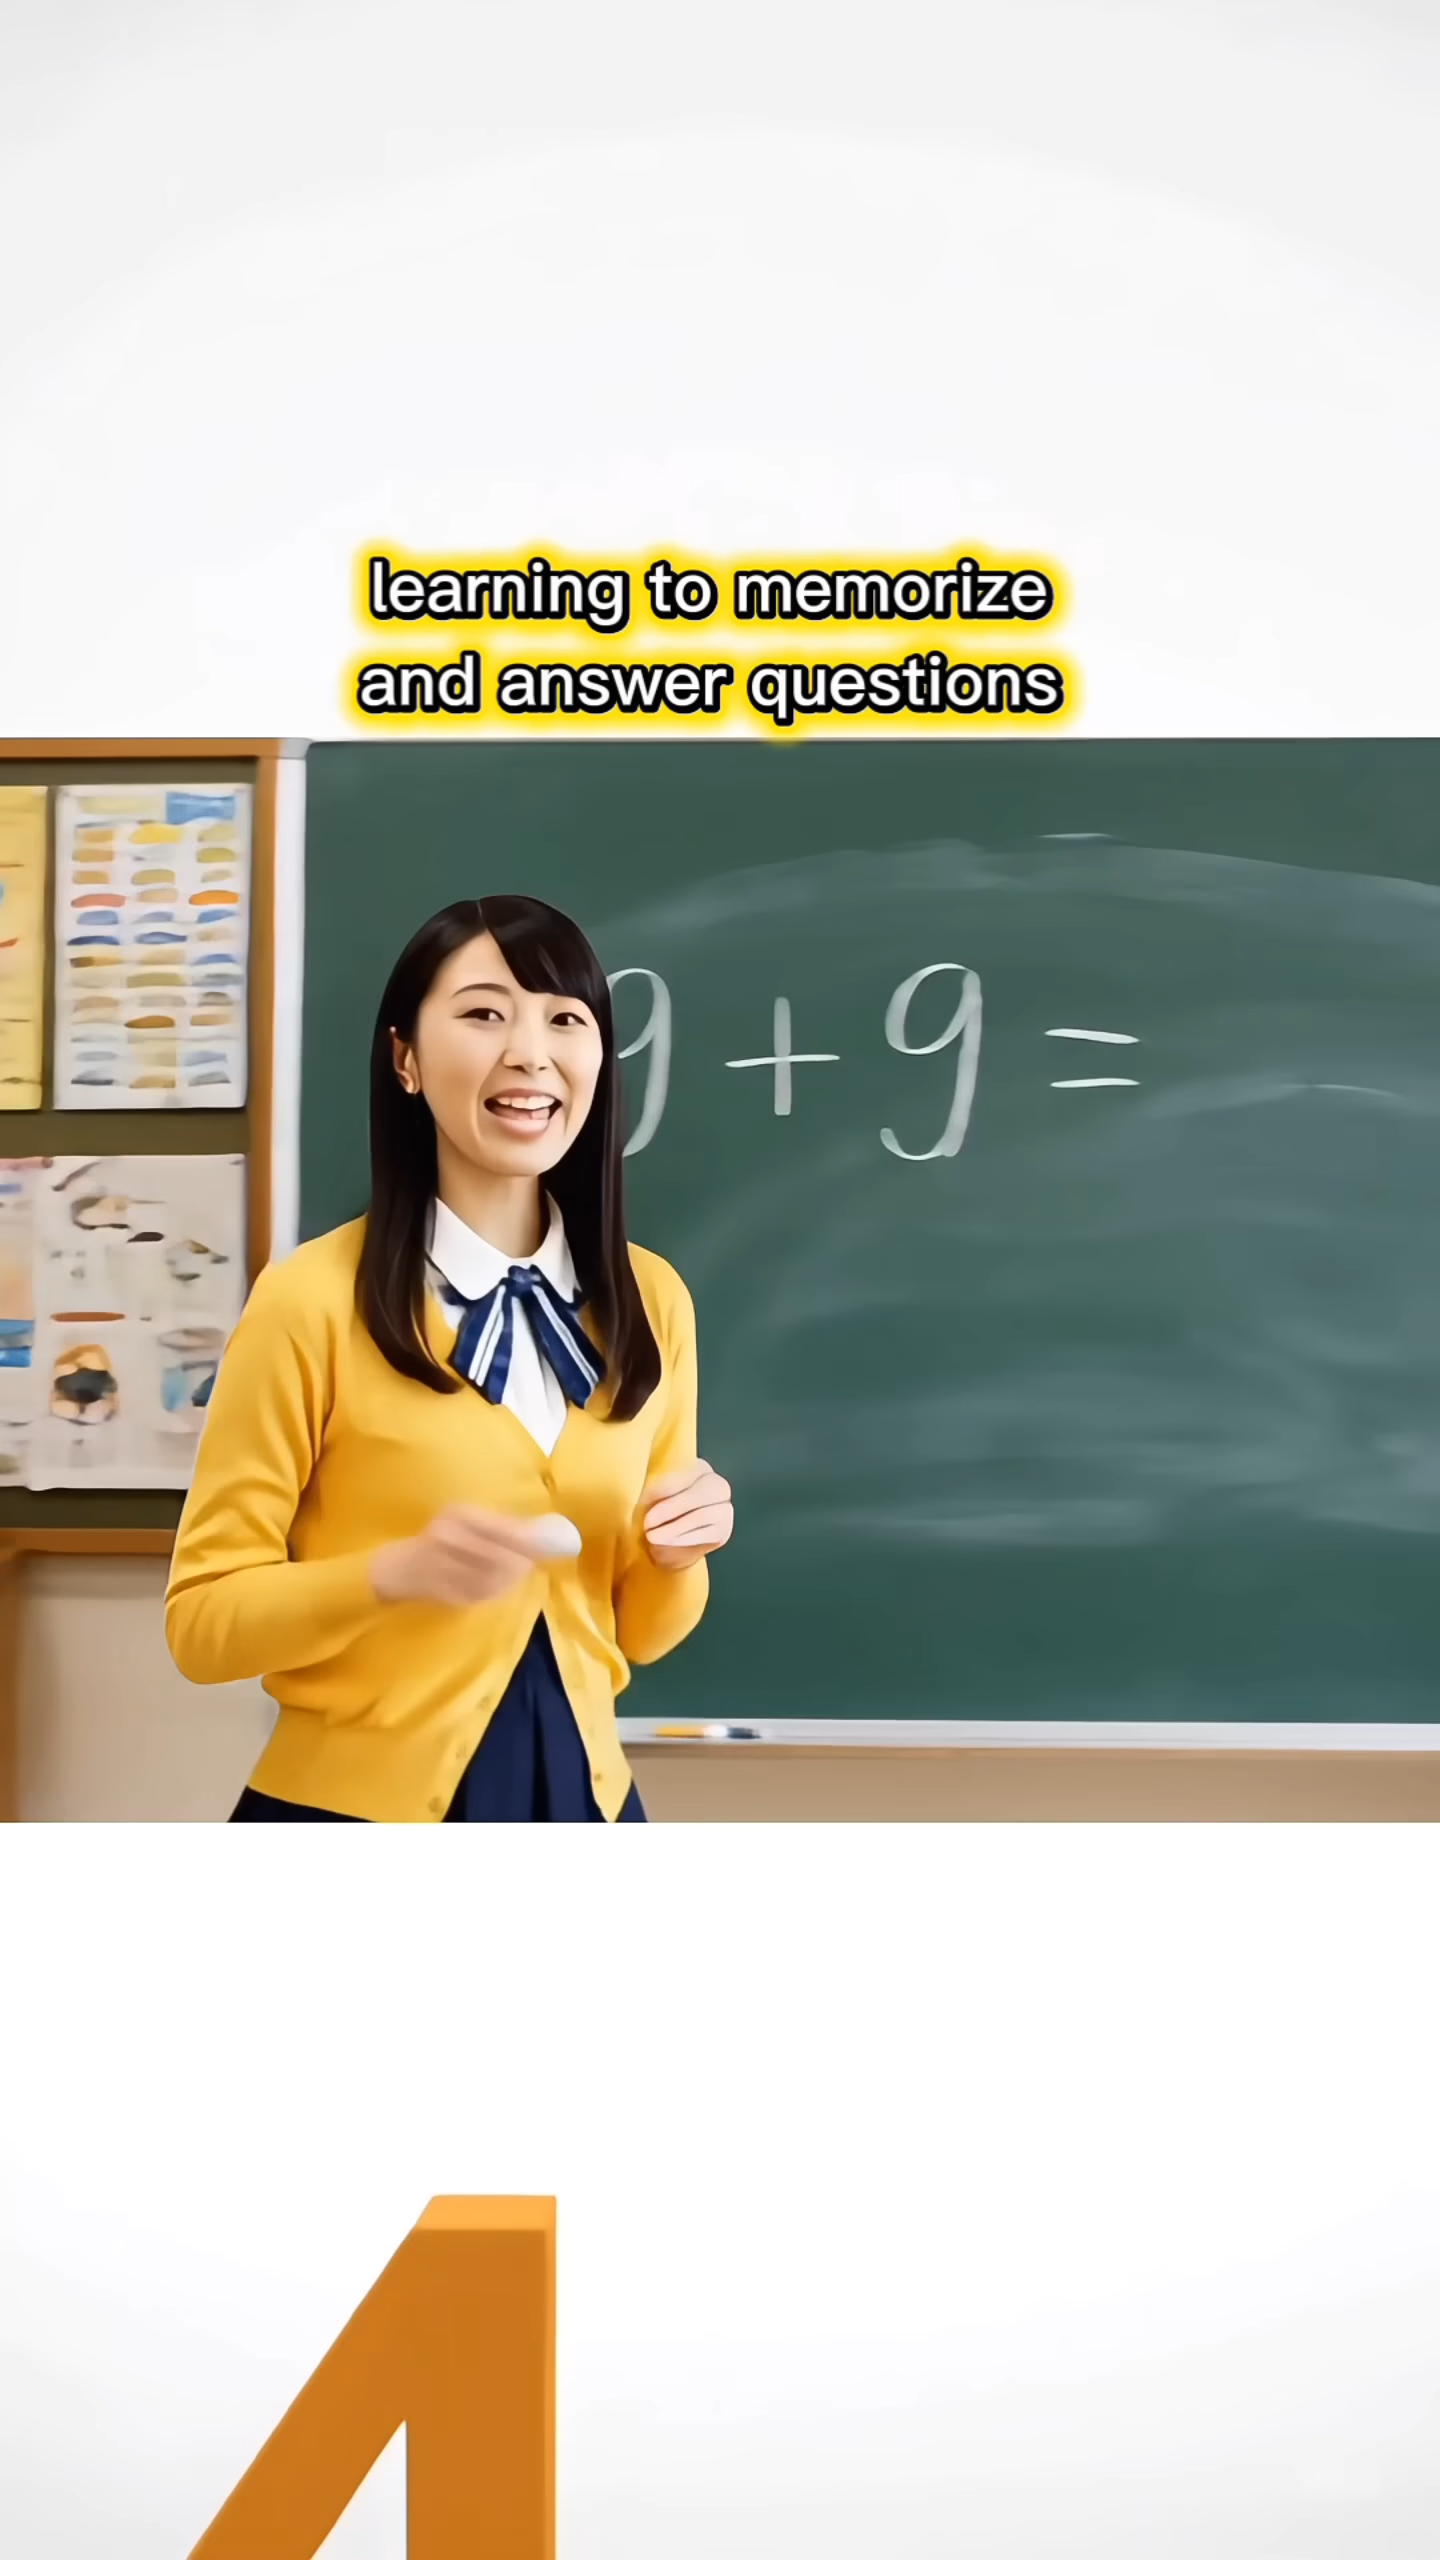 learning to memorize
and answer questions
9 + 9 =
4